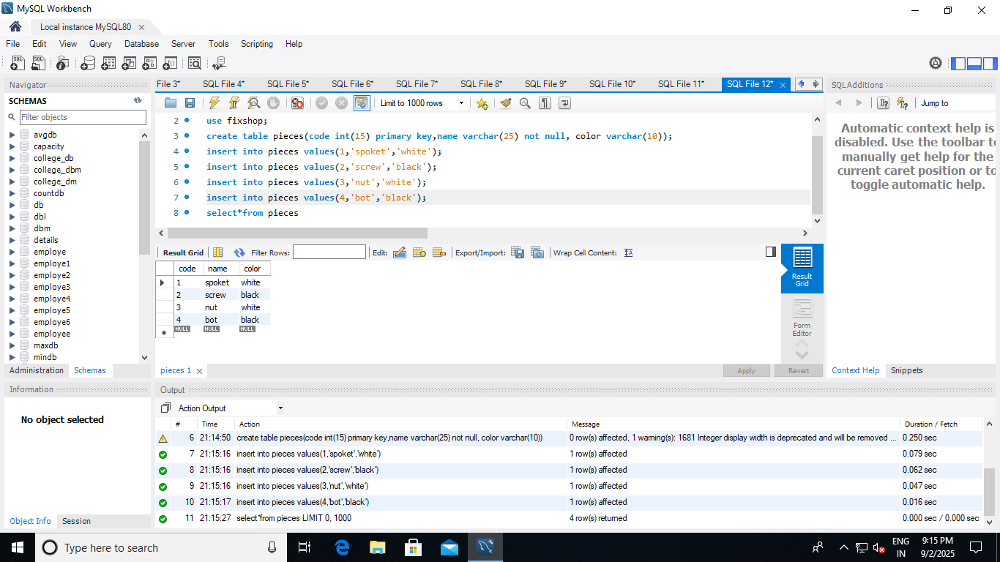 MySQL Workbench
Local instance MySQL80
File Edit View Query Database Server Tools Scripting Help
Navigator
SCHEMAS
Filter objects
avgdb
capacity
college_db
college_dbm
college_dm
countdb
db
dbl
dbm
details
employe
employe1
employe2
employe3
employe4
employe5
employe6
employee
maxdb
mindb
Administration Schemas
Information
No object selected
Object Info Session
File 3* SQL File 4* SQL File 5* SQL File 6* SQL File 7* SQL File 8* SQL File 9* SQL File 10* SQL File 11* SQL File 12*
Limit to 1000 rows
2 use fixshop;
3 create table pieces(code int(15) primary key,name varchar(25) not null, color varchar(10));
4 insert into pieces values(1,'spoket','white');
5 insert into pieces values(2,'screw','black');
6 insert into pieces values(3,'nut','white');
7 insert into pieces values(4,'bot','black');
8 select*from pieces
Result Grid Filter Rows: Edit: Export/Import: Wrap Cell Content:
code name color
1 spoket white
2 screw black
3 nut white
4 bot black
NULL NULL NULL
Result
Grid
Form
Editor
pieces 1
Apply Revert
SQLAdditions
Jump to
Automatic context help is
disabled. Use the toolbar to
manually get help for the
current caret position or to
toggle automatic help.
Context Help Snippets
Output
Action Output
# Time Action Message Duration / Fetch
6 21:14:50 create table pieces(code int(15) primary key,name varchar(25) not null, color varchar(10)) 0 row(s) affected, 1 warning(s): 1681 Integer display width is deprecated and will be removed ... 0.250 sec
7 21:15:16 insert into pieces values(1,'spoket','white') 1 row(s) affected 0.079 sec
8 21:15:16 insert into pieces values(2,'screw','black') 1 row(s) affected 0.062 sec
9 21:15:16 insert into pieces values(3,'nut','white') 1 row(s) affected 0.047 sec
10 21:15:17 insert into pieces values(4,'bot','black') 1 row(s) affected 0.016 sec
11 21:15:27 select*from pieces LIMIT 0, 1000 4 row(s) returned 0.000 sec / 0.000 sec
Type here to search
ENG
IN
9:15 PM
9/2/2025